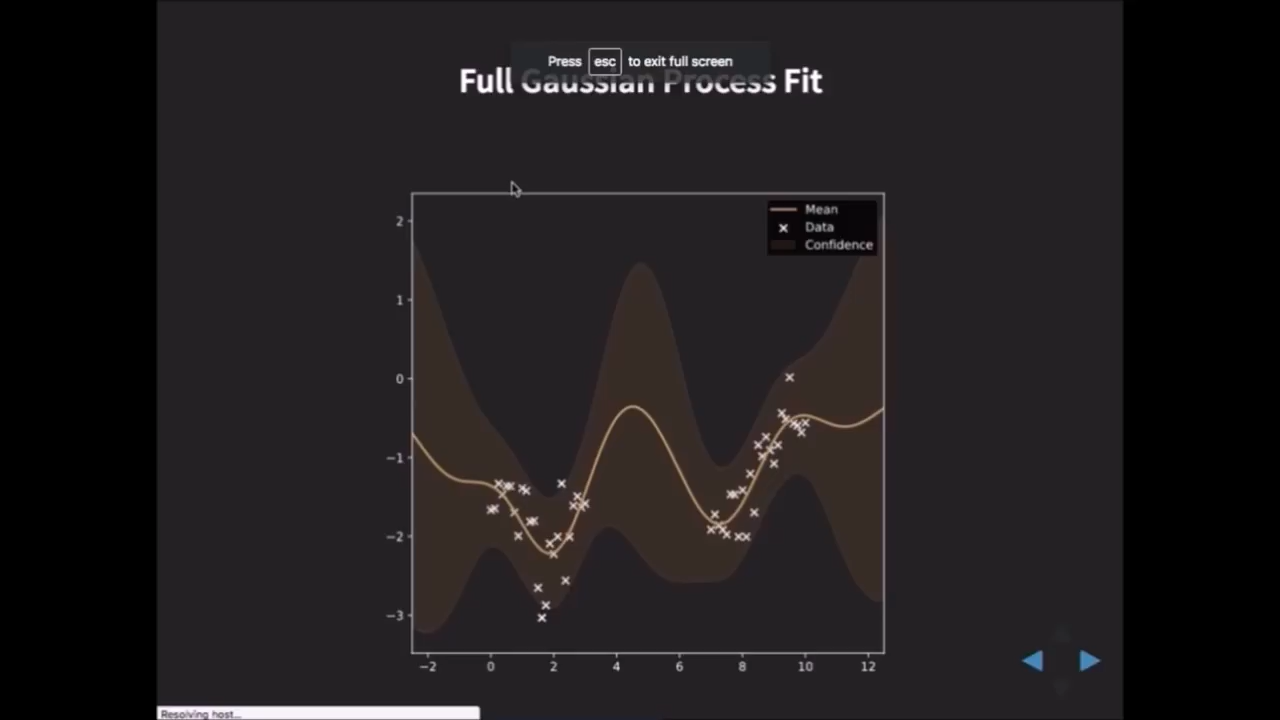 Press esc to exit full screen
Full Gaussian Process Fit
Mean
Data
Confidence
2
1
0
−1
−2
−3
−2 0 2 4 6 8 10 12
Resolving host...